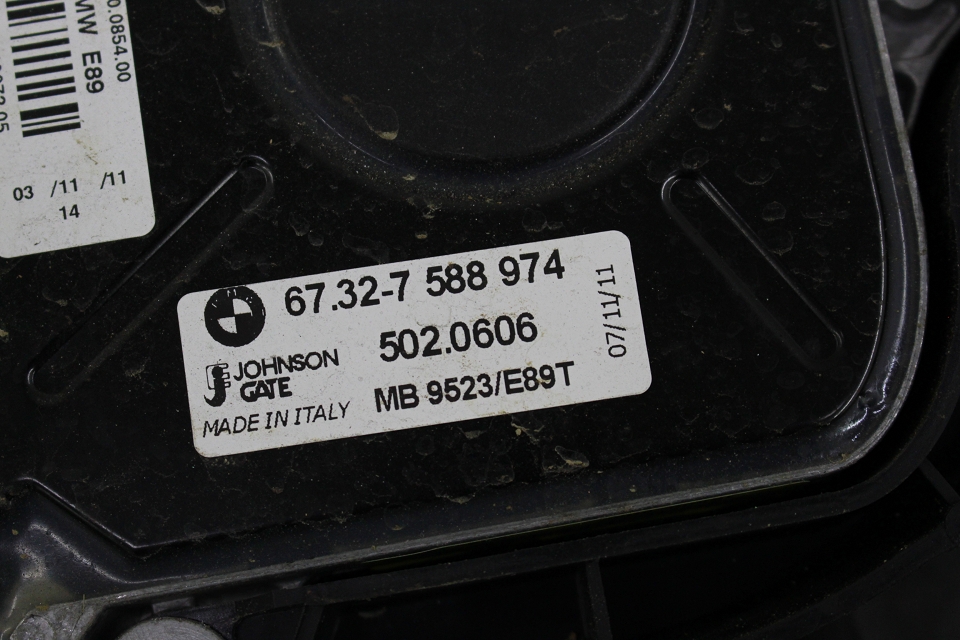 0.0854.00
MW E89
03 /11 /11
14
67.32-7 588 974
502.0606
JOHNSON
GATE
MB 9523/E89T
MADE IN ITALY
07/11/11